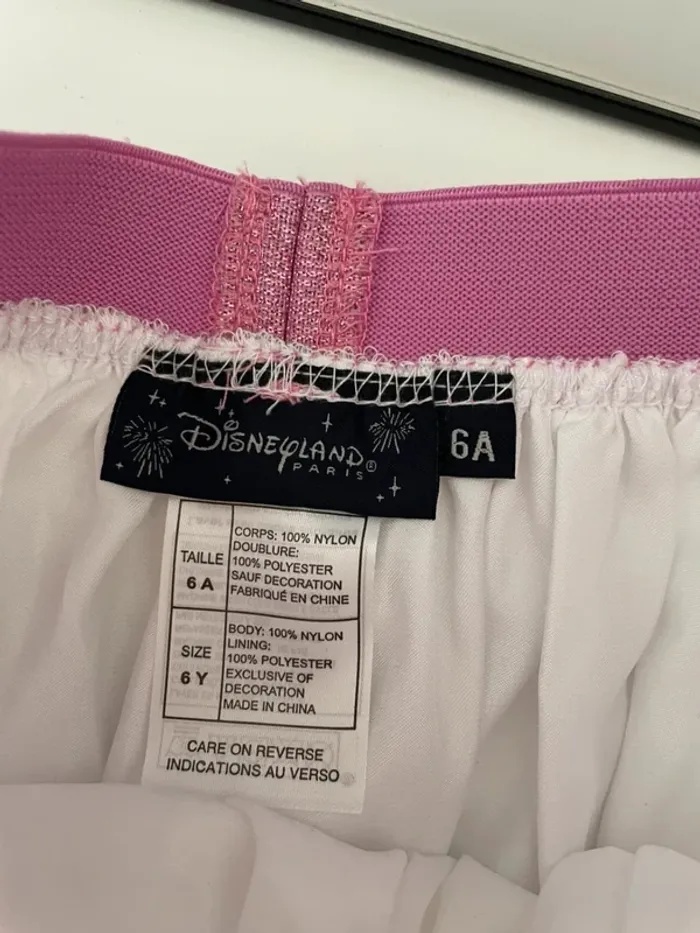 DISNEYLAND®
PARIS
6A
TAILLE
6 A
CORPS: 100% NYLON
DOUBLURE:
100% POLYESTER
SAUF DECORATION
FABRIQUÉ EN CHINE
SIZE
6 Y
BODY: 100% NYLON
LINING:
100% POLYESTER
EXCLUSIVE OF
DECORATION
MADE IN CHINA
CARE ON REVERSE
INDICATIONS AU VERSO